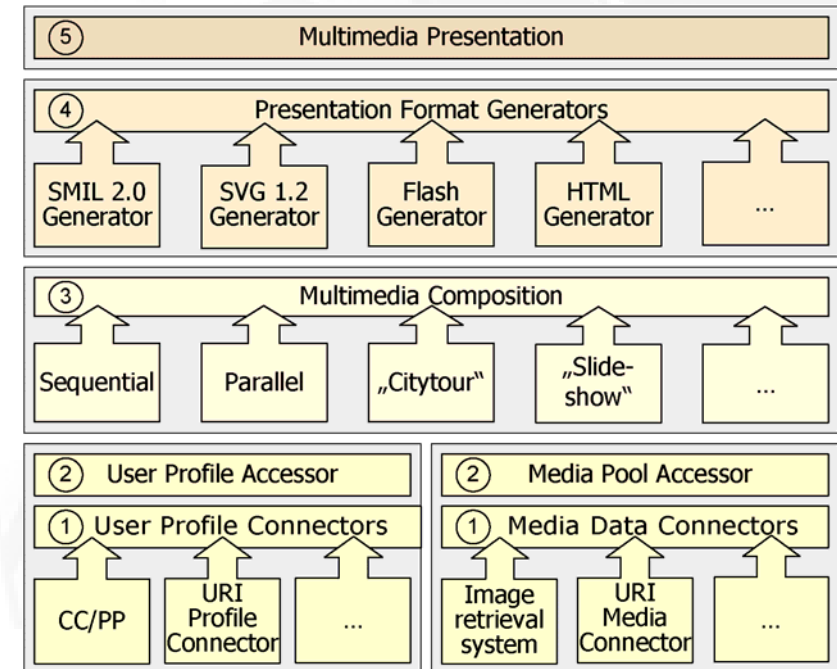 5 Multimedia Presentation
4 Presentation Format Generators
SMIL 2.0
Generator
SVG 1.2
Generator
Flash
Generator
HTML
Generator
...
3 Multimedia Composition
Sequential
Parallel
„Citytour“
„Slide-
show“
...
2 User Profile Accessor
1 User Profile Connectors
CC/PP
URI
Profile
Connector
...
2 Media Pool Accessor
1 Media Data Connectors
Image
retrieval
system
URI
Media
Connector
...